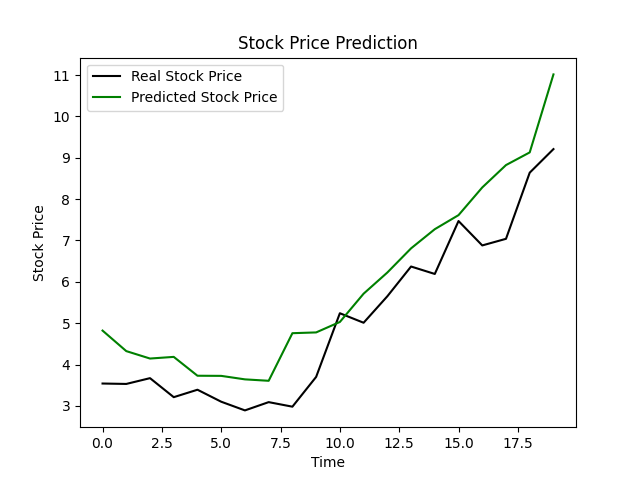 Stock Price Prediction
Real Stock Price
Predicted Stock Price
Stock Price
11
10
9
8
7
6
5
4
3
0.0 2.5 5.0 7.5 10.0 12.5 15.0 17.5
Time